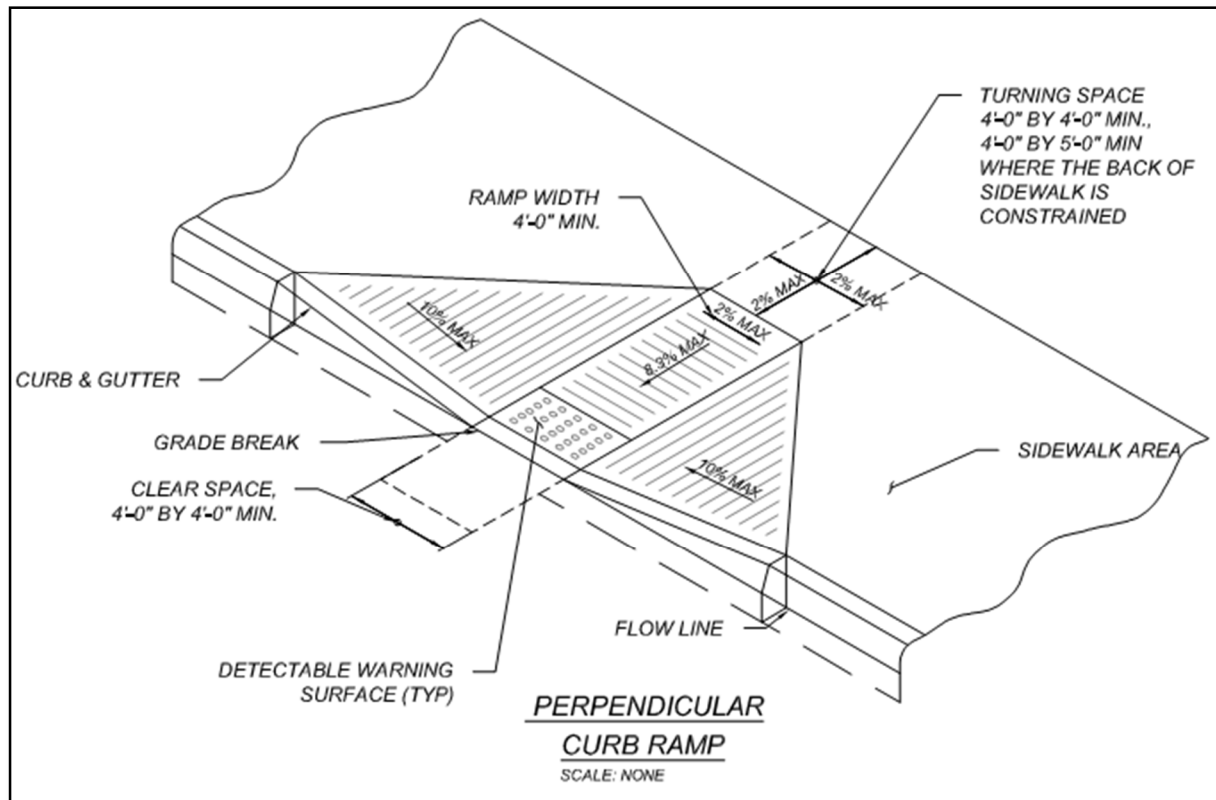 TURNING SPACE
4'-0" BY 4'-0" MIN.,
4'-0" BY 5'-0" MIN
WHERE THE BACK OF
SIDEWALK IS
CONSTRAINED
RAMP WIDTH
4'-0" MIN.
2% MAX
2% MAX
2% MAX
10% MAX
8.3% MAX
CURB & GUTTER
GRADE BREAK
SIDEWALK AREA
10% MAX
CLEAR SPACE,
4'-0" BY 4'-0" MIN.
FLOW LINE
DETECTABLE WARNING
SURFACE (TYP)
PERPENDICULAR
CURB RAMP
SCALE: NONE